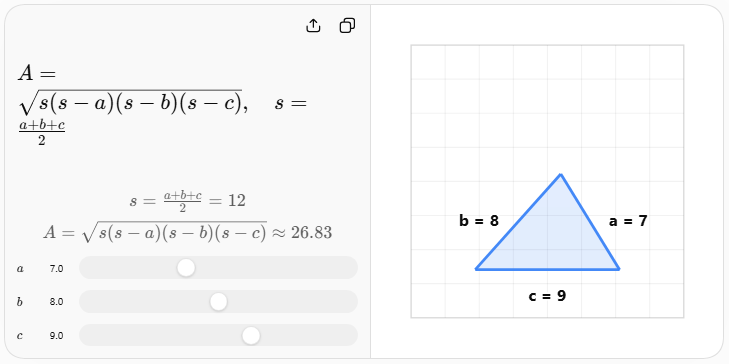 A =
√s(s − a)(s − b)(s − c), s =
a+b+c
2
s = a+b+c/2 = 12
A = √s(s − a)(s − b)(s − c) ≈ 26.83
a 7.0
b 8.0
c 9.0
b = 8 a = 7
c = 9